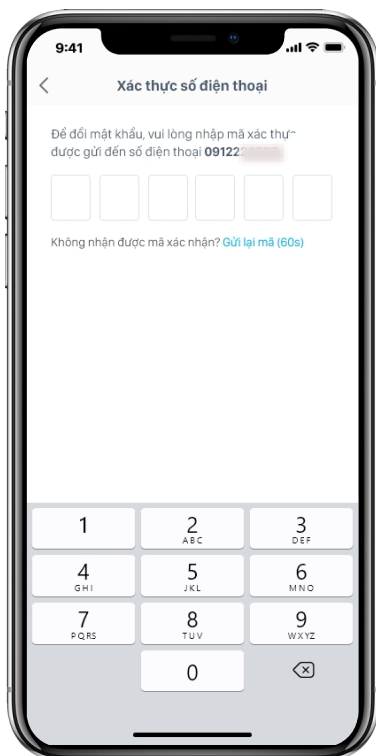 9:41
Xác thực số điện thoại
Để đổi mật khẩu, vui lòng nhập mã xác
được gửi đến số điện thoại
Không nhận được mã xác nhận? Gửi lại mã (60s)
1 2 3
ABC DEF
4 5 6
GHI JKL MNO
7 8 9
PQRS TUV WXYZ
0